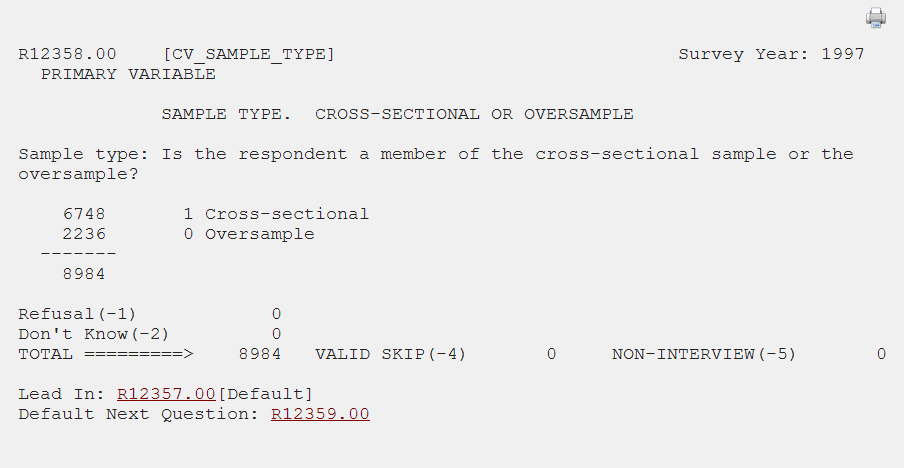 R12358.00 [CV_SAMPLE_TYPE] Survey Year: 1997
PRIMARY VARIABLE
SAMPLE TYPE. CROSS-SECTIONAL OR OVERSAMPLE
Sample type: Is the respondent a member of the cross-sectional sample or the
oversample?
6748 1 Cross-sectional
2236 0 Oversample
-------
8984
Refusal(-1) 0
Don't Know(-2) 0
TOTAL =========> 8984 VALID SKIP(-4) 0 NON-INTERVIEW(-5) 0
Lead In: R12357.00[Default]
Default Next Question: R12359.00